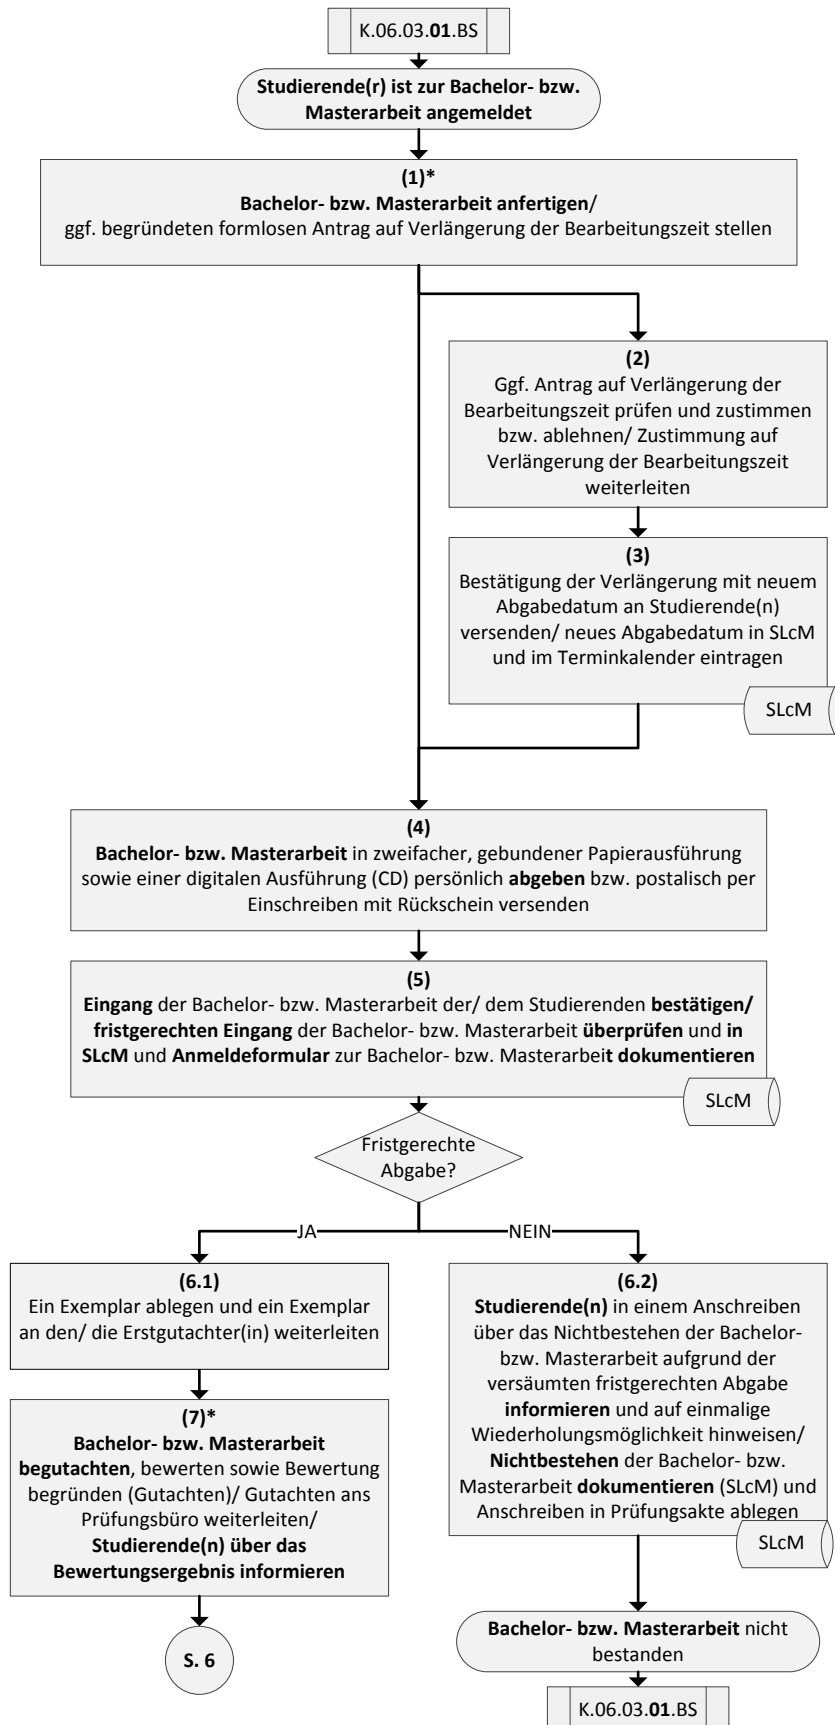 K.06.03.01.BS
Studierende(r) ist zur Bachelor- bzw.
Masterarbeit angemeldet
(1)*
Bachelor- bzw. Masterarbeit anfertigen/
ggf. begründeten formlosen Antrag auf Verlängerung der Bearbeitungszeit stellen
(2)
Ggf. Antrag auf Verlängerung der
Bearbeitungszeit prüfen und zustimmen
bzw. ablehnen/ Zustimmung auf
Verlängerung der Bearbeitungszeit
weiterleiten
(3)
Bestätigung der Verlängerung mit neuem
Abgabedatum an Studierende(n)
versenden/ neues Abgabedatum in SLcM
und im Terminkalender eintragen
SLcM
(4)
Bachelor- bzw. Masterarbeit in zweifacher, gebundener Papierausführung
sowie einer digitalen Ausführung (CD) persönlich abgeben bzw. postalisch per
Einschreiben mit Rückschein versenden
(5)
Eingang der Bachelor- bzw. Masterarbeit der/ dem Studierenden bestätigen/
fristgerechten Eingang der Bachelor- bzw. Masterarbeit überprüfen und in
SLcM und Anmeldeformular zur Bachelor- bzw. Masterarbeit dokumentieren
SLcM
Fristgerechte
Abgabe?
JA
NEIN
(6.1)
Ein Exemplar ablegen und ein Exemplar
an den/ die Erstgutachter(in) weiterleiten
(7)*
Bachelor- bzw. Masterarbeit
begutachten, bewerten sowie Bewertung
begründen (Gutachten)/ Gutachten ans
Prüfungsbüro weiterleiten/
Studierende(n) über das
Bewertungsergebnis informieren
S. 6
(6.2)
Studierende(n) in einem Anschreiben
über das Nichtbestehen der Bachelor-
bzw. Masterarbeit aufgrund der
versäumten fristgerechten Abgabe
informieren und auf einmalige
Wiederholungsmöglichkeit hinweisen/
Nichtbestehen der Bachelor- bzw.
Masterarbeit dokumentieren (SLcM) und
Anschreiben in Prüfungsakte ablegen
SLcM
Bachelor- bzw. Masterarbeit nicht
bestanden
K.06.03.01.BS